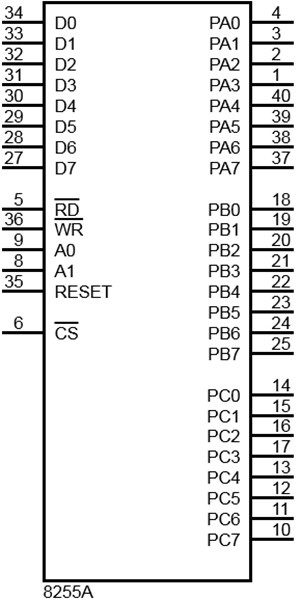 34 D0 PA0 4
33 D1 PA1 3
32 D2 PA2 2
31 D3 PA3 1
30 D4 PA4 40
29 D5 PA5 39
28 D6 PA6 38
27 D7 PA7 37
5 RD PB0 18
36 WR PB1 19
9 A0 PB2 20
8 A1 PB3 21
35 RESET PB4 22
PB5 23
6 CS PB6 24
PB7 25
PC0 14
PC1 15
PC2 16
PC3 17
PC4 13
PC5 12
PC6 11
PC7 10
8255A